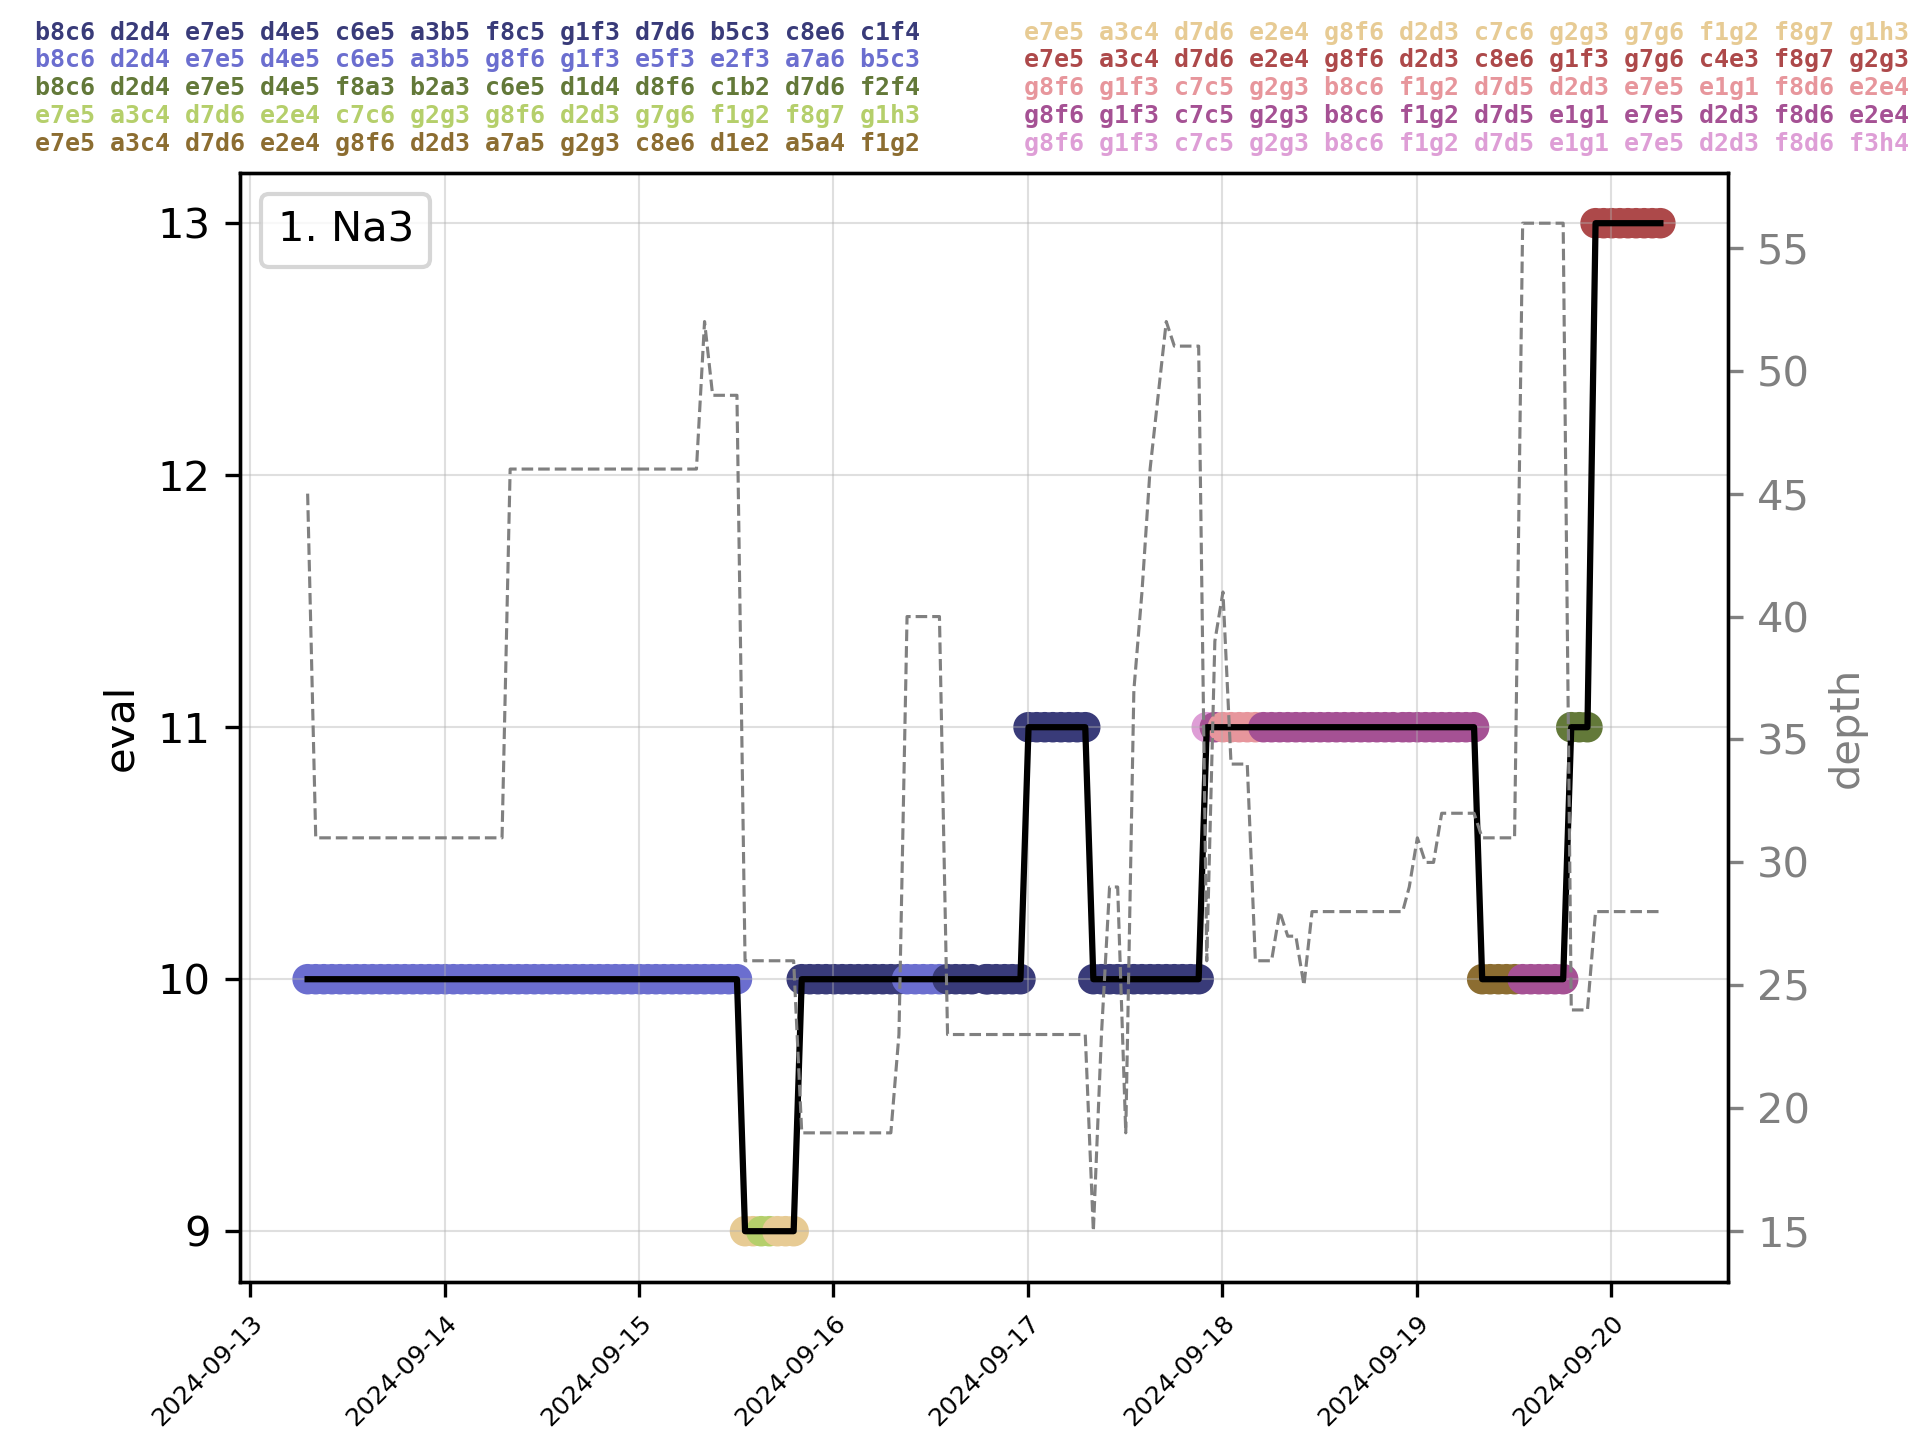 b8c6 d2d4 e7e5 d4e5 c6e5 a3b5 f8c5 g1f3 d7d6 b5c3 c8e6 c1f4
b8c6 d2d4 e7e5 d4e5 c6e5 a3b5 g8f6 g1f3 e5f3 e2f3 a7a6 b5c3
b8c6 d2d4 e7e5 d4e5 f8a3 b2a3 c6e5 d1d4 d8f6 c1b2 d7d6 f2f4
e7e5 a3c4 d7d6 e2e4 c7c6 g2g3 g8f6 d2d3 g7g6 f1g2 f8g7 g1h3
e7e5 a3c4 d7d6 e2e4 g8f6 d2d3 a7a5 g2g3 c8e6 d1e2 a5a4 f1g2
e7e5 a3c4 d7d6 e2e4 g8f6 d2d3 c7c6 g2g3 g7g6 f1g2 f8g7 g1h3
e7e5 a3c4 d7d6 e2e4 g8f6 d2d3 c8e6 g1f3 g7g6 c4e3 f8g7 g2g3
g8f6 g1f3 c7c5 g2g3 b8c6 f1g2 d7d5 d2d3 e7e5 e1g1 f8d6 e2e4
g8f6 g1f3 c7c5 g2g3 b8c6 f1g2 d7d5 e1g1 e7e5 d2d3 f8d6 e2e4
g8f6 g1f3 c7c5 g2g3 b8c6 f1g2 d7d5 e1g1 e7e5 d2d3 f8d6 f3h4
1. Na3
13
12
11
10
9
eval
55
50
45
40
35
30
25
20
15
depth
2024-09-13
2024-09-14
2024-09-15
2024-09-16
2024-09-17
2024-09-18
2024-09-19
2024-09-20